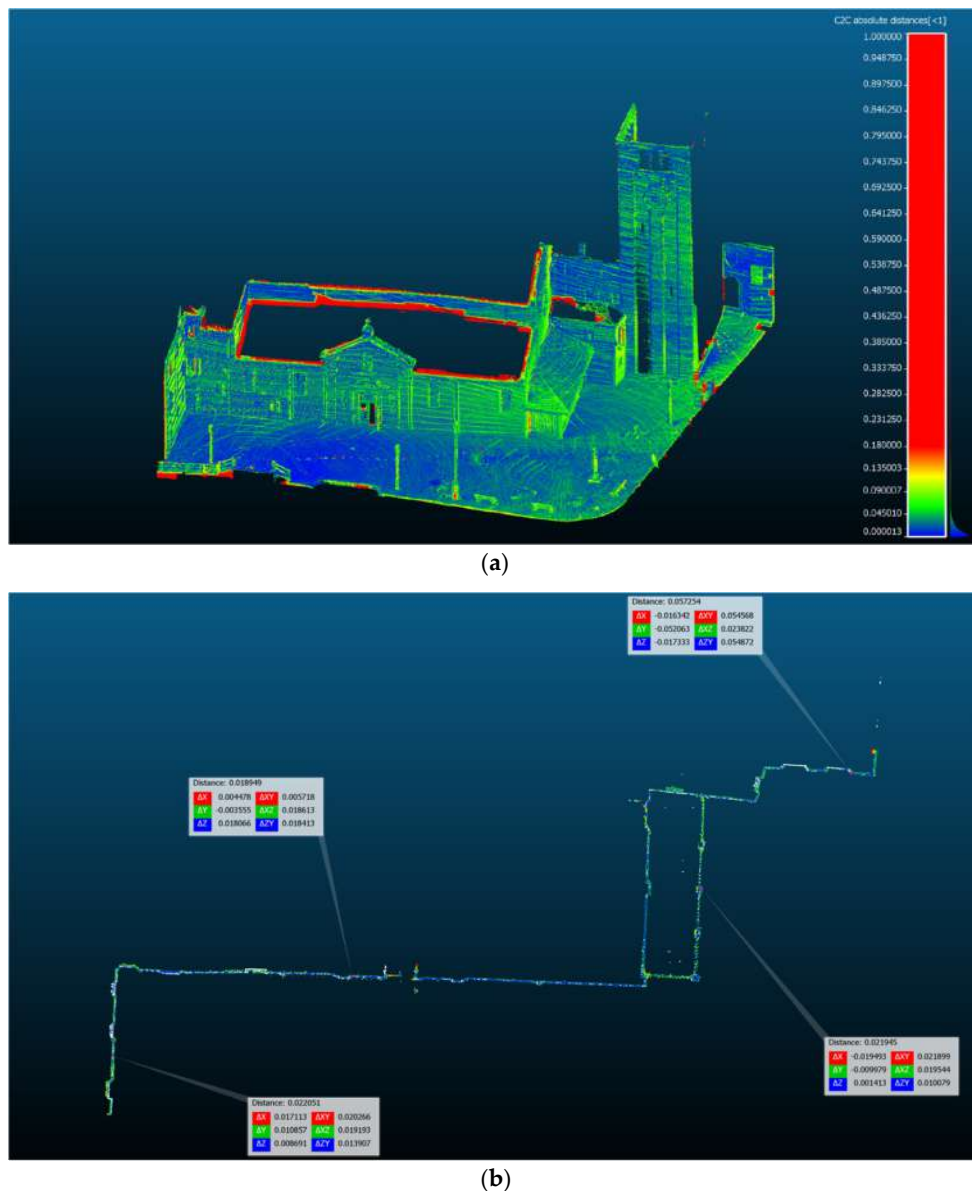 C2C absolute distances[<1]
1.000000
0.948750
0.897500
0.846250
0.795000
0.743750
0.692500
0.641250
0.590000
0.538750
0.487500
0.436250
0.385000
0.333750
0.282500
0.231250
0.180000
0.135003
0.090007
0.045010
0.000013
(a)
Distance: 0.057254
ΔX -0.016342 ΔXY 0.054568
ΔY -0.052063 ΔXZ 0.023822
ΔZ -0.017333 ΔZY 0.054872
Distance: 0.018949
ΔX 0.004478 ΔXY 0.005718
ΔY -0.003555 ΔXZ 0.018613
ΔZ 0.018066 ΔZY 0.018413
Distance: 0.021945
ΔX -0.019493 ΔXY 0.021899
ΔY -0.009979 ΔXZ 0.019544
ΔZ 0.001413 ΔZY 0.010079
Distance: 0.022051
ΔX 0.017113 ΔXY 0.020266
ΔY 0.010857 ΔXZ 0.019193
ΔZ 0.008691 ΔZY 0.013907
(b)